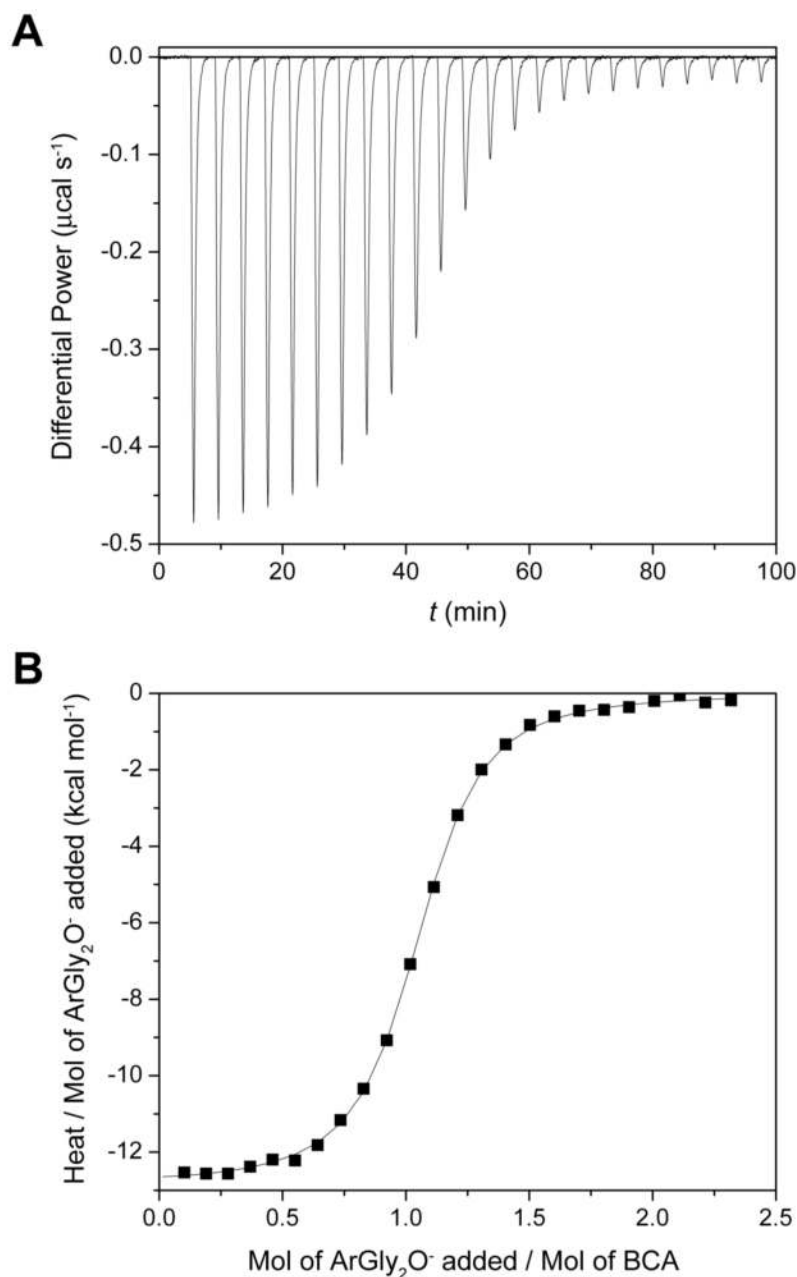 A
0.0
-0.1
-0.2
-0.3
-0.4
-0.5
Differential Power (μcal s⁻¹)
0 20 40 60 80 100
t (min)
B
0
-2
-4
-6
-8
-10
-12
Heat / Mol of ArGly₂O⁻ added (kcal mol⁻¹)
0.0 0.5 1.0 1.5 2.0 2.5
Mol of ArGly₂O⁻ added / Mol of BCA